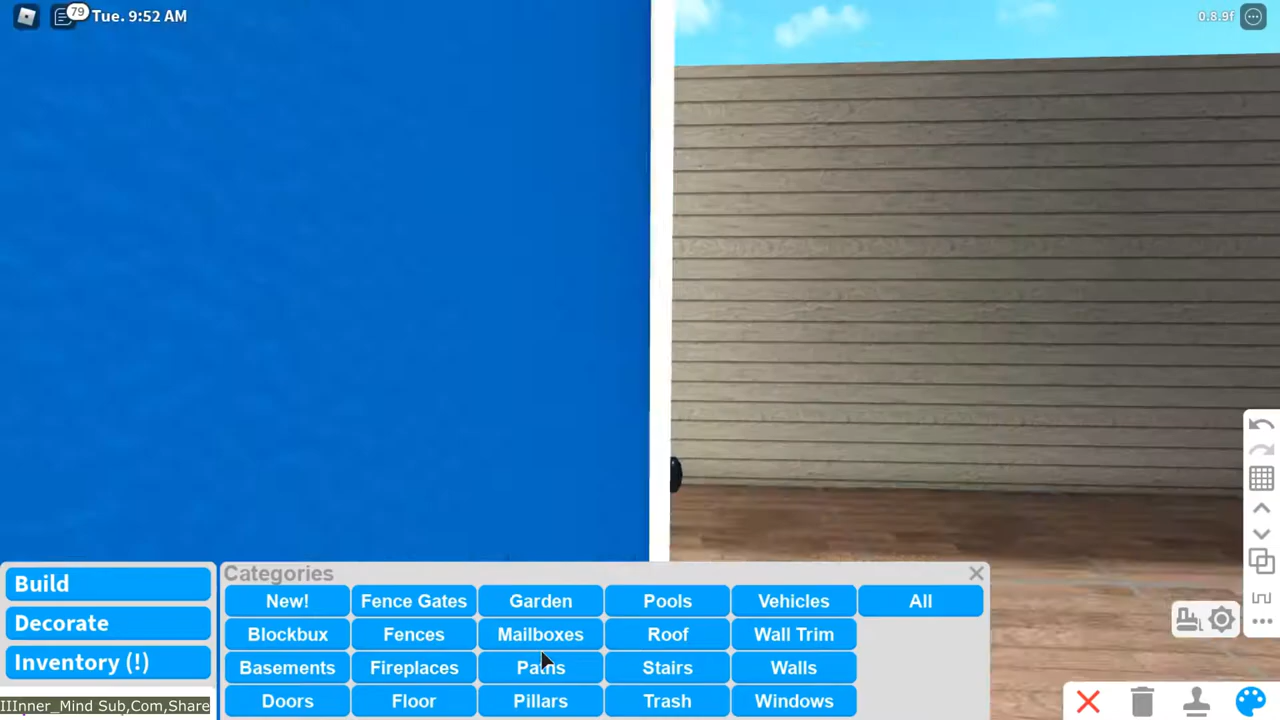 79 Tue. 9:52 AM
0.8.9f
Build
Decorate
Inventory (!)
IIInner_Mind Sub,Com,Share
Categories
New! Fence Gates Garden Pools Vehicles All
Blockbux Fences Mailboxes Roof Wall Trim
Basements Fireplaces Paths Stairs Walls
Doors Floor Pillars Trash Windows